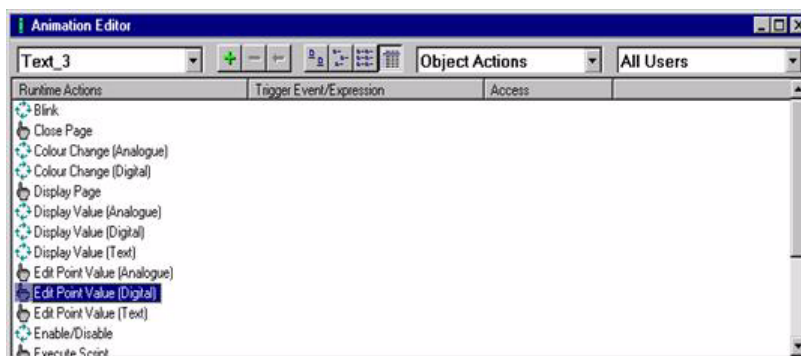 Animation Editor
Text_3 Object Actions All Users
Runtime Actions Trigger Event/Expression Access
Blink
Close Page
Colour Change (Analogue)
Colour Change (Digital)
Display Page
Display Value (Analogue)
Display Value (Digital)
Display Value (Text)
Edit Point Value (Analogue)
Edit Point Value (Digital)
Edit Point Value (Text)
Enable/Disable
Execute Script